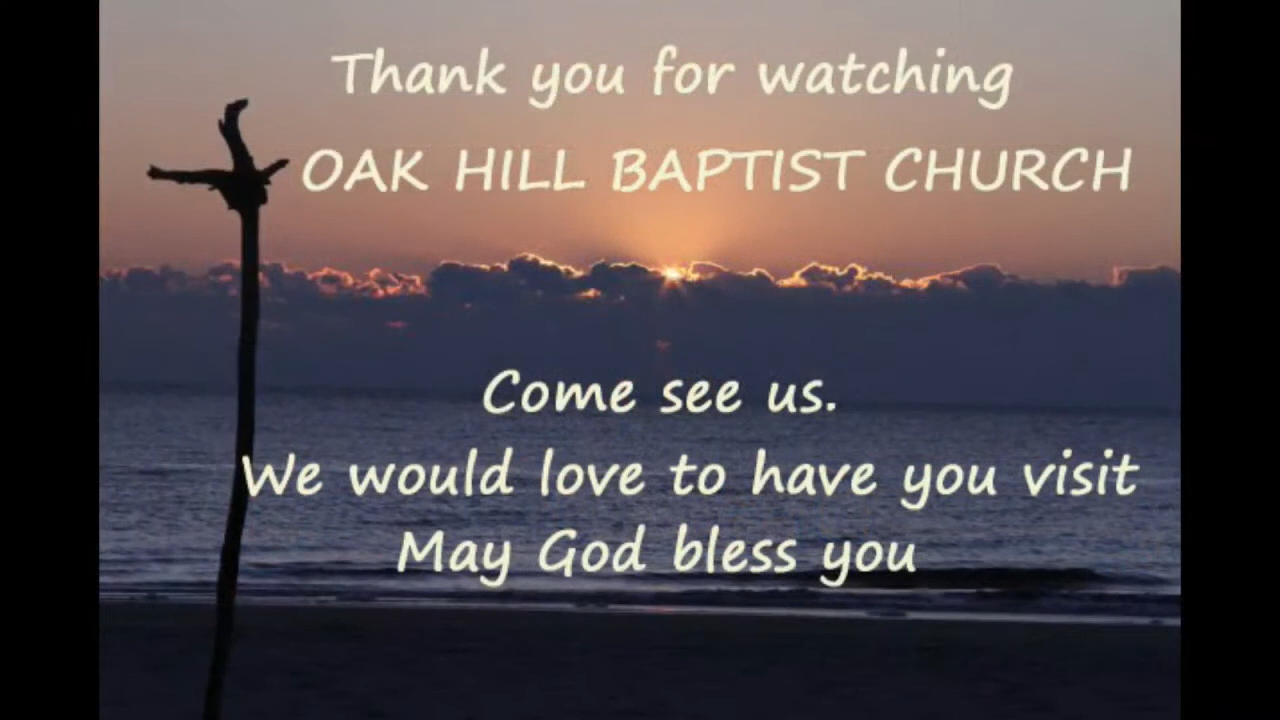 Thank you for watching
OAK HILL BAPTIST CHURCH
Come see us.
We would love to have you visit
May God bless you